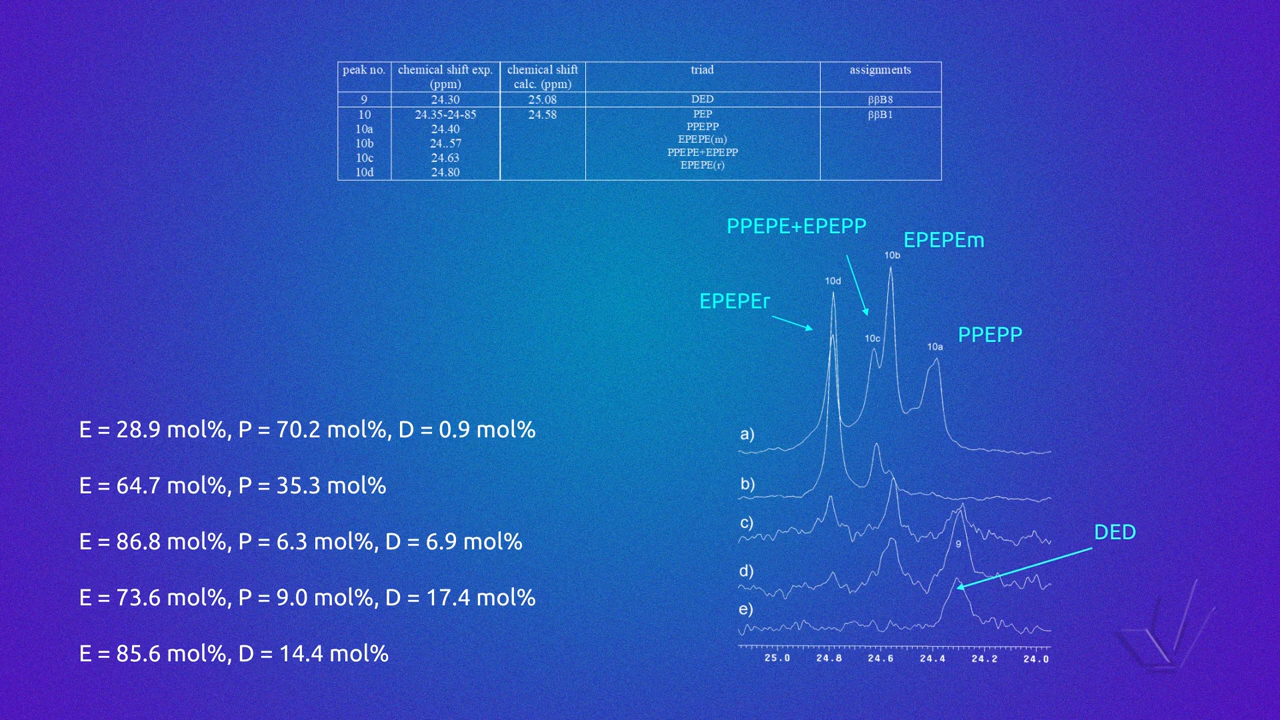 peak no. chemical shift exp. (ppm) chemical shift calc. (ppm) triad assignments
9 24.30 25.08 DED ββB8
10 24.35-24-85 24.58 PEP ββB1
10a 24.40 PPEPP
10b 24..57 EPEPE(m)
10c 24.63 PPEPE+EPEPP
10d 24.80 EPEPE(r)
PPEPE+EPEPP
EPEPEm
10b
10d
EPEPEr
10c
10a
PPEPP
E = 28.9 mol%, P = 70.2 mol%, D = 0.9 mol%
a)
E = 64.7 mol%, P = 35.3 mol%
b)
c)
DED
E = 86.8 mol%, P = 6.3 mol%, D = 6.9 mol%
9
d)
E = 73.6 mol%, P = 9.0 mol%, D = 17.4 mol%
e)
E = 85.6 mol%, D = 14.4 mol%
25.0 24.8 24.6 24.4 24.2 24.0